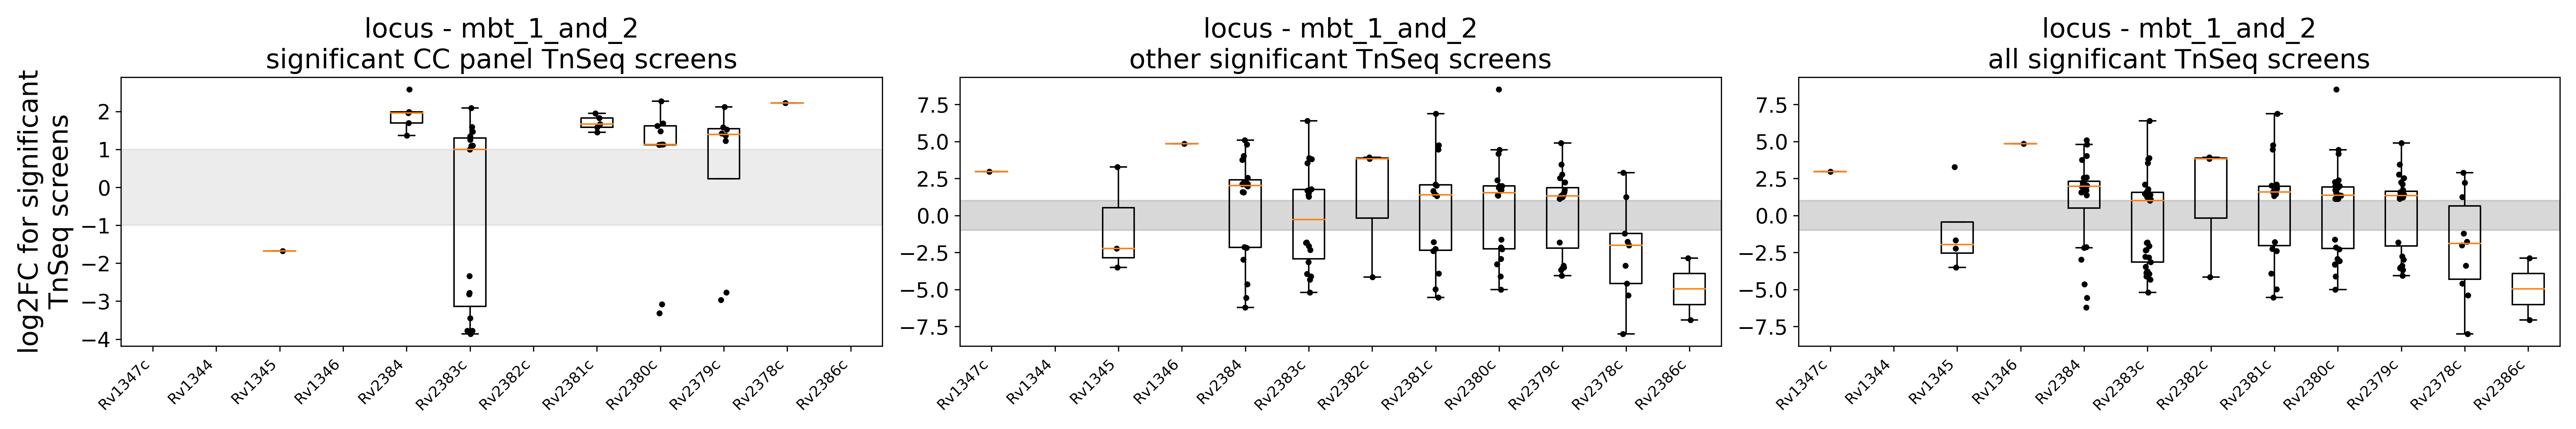 locus - mbt_1_and_2
significant CC panel TnSeq screens
log2FC for significant
TnSeq screens
2
1
0
−1
−2
−3
−4
Rv1347c
Rv1344
Rv1345
Rv1346
Rv2384
Rv2383c
Rv2382c
Rv2381c
Rv2380c
Rv2379c
Rv2378c
Rv2386c
locus - mbt_1_and_2
other significant TnSeq screens
7.5
5.0
2.5
0.0
−2.5
−5.0
−7.5
Rv1347c
Rv1344
Rv1345
Rv1346
Rv2384
Rv2383c
Rv2382c
Rv2381c
Rv2380c
Rv2379c
Rv2378c
Rv2386c
locus - mbt_1_and_2
all significant TnSeq screens
7.5
5.0
2.5
0.0
−2.5
−5.0
−7.5
Rv1347c
Rv1344
Rv1345
Rv1346
Rv2384
Rv2383c
Rv2382c
Rv2381c
Rv2380c
Rv2379c
Rv2378c
Rv2386c